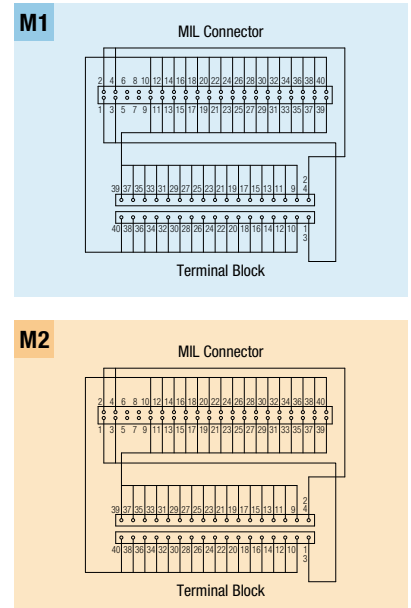 M1
MIL Connector
2 4 6 8 10 12 14 16 18 20 22 24 26 28 30 32 34 36 38 40
1 3 5 7 9 11 13 15 17 19 21 23 25 27 29 31 33 35 37 39
2
39 37 35 33 31 29 27 25 23 21 19 17 15 13 11 9 4
40 38 36 34 32 30 28 26 24 22 20 18 16 14 12 10 1
3
Terminal Block
M2
MIL Connector
2 4 6 8 10 12 14 16 18 20 22 24 26 28 30 32 34 36 38 40
1 3 5 7 9 11 13 15 17 19 21 23 25 27 29 31 33 35 37 39
2
39 37 35 33 31 29 27 25 23 21 19 17 15 13 11 9 4
40 38 36 34 32 30 28 26 24 22 20 18 16 14 12 10 1
3
Terminal Block